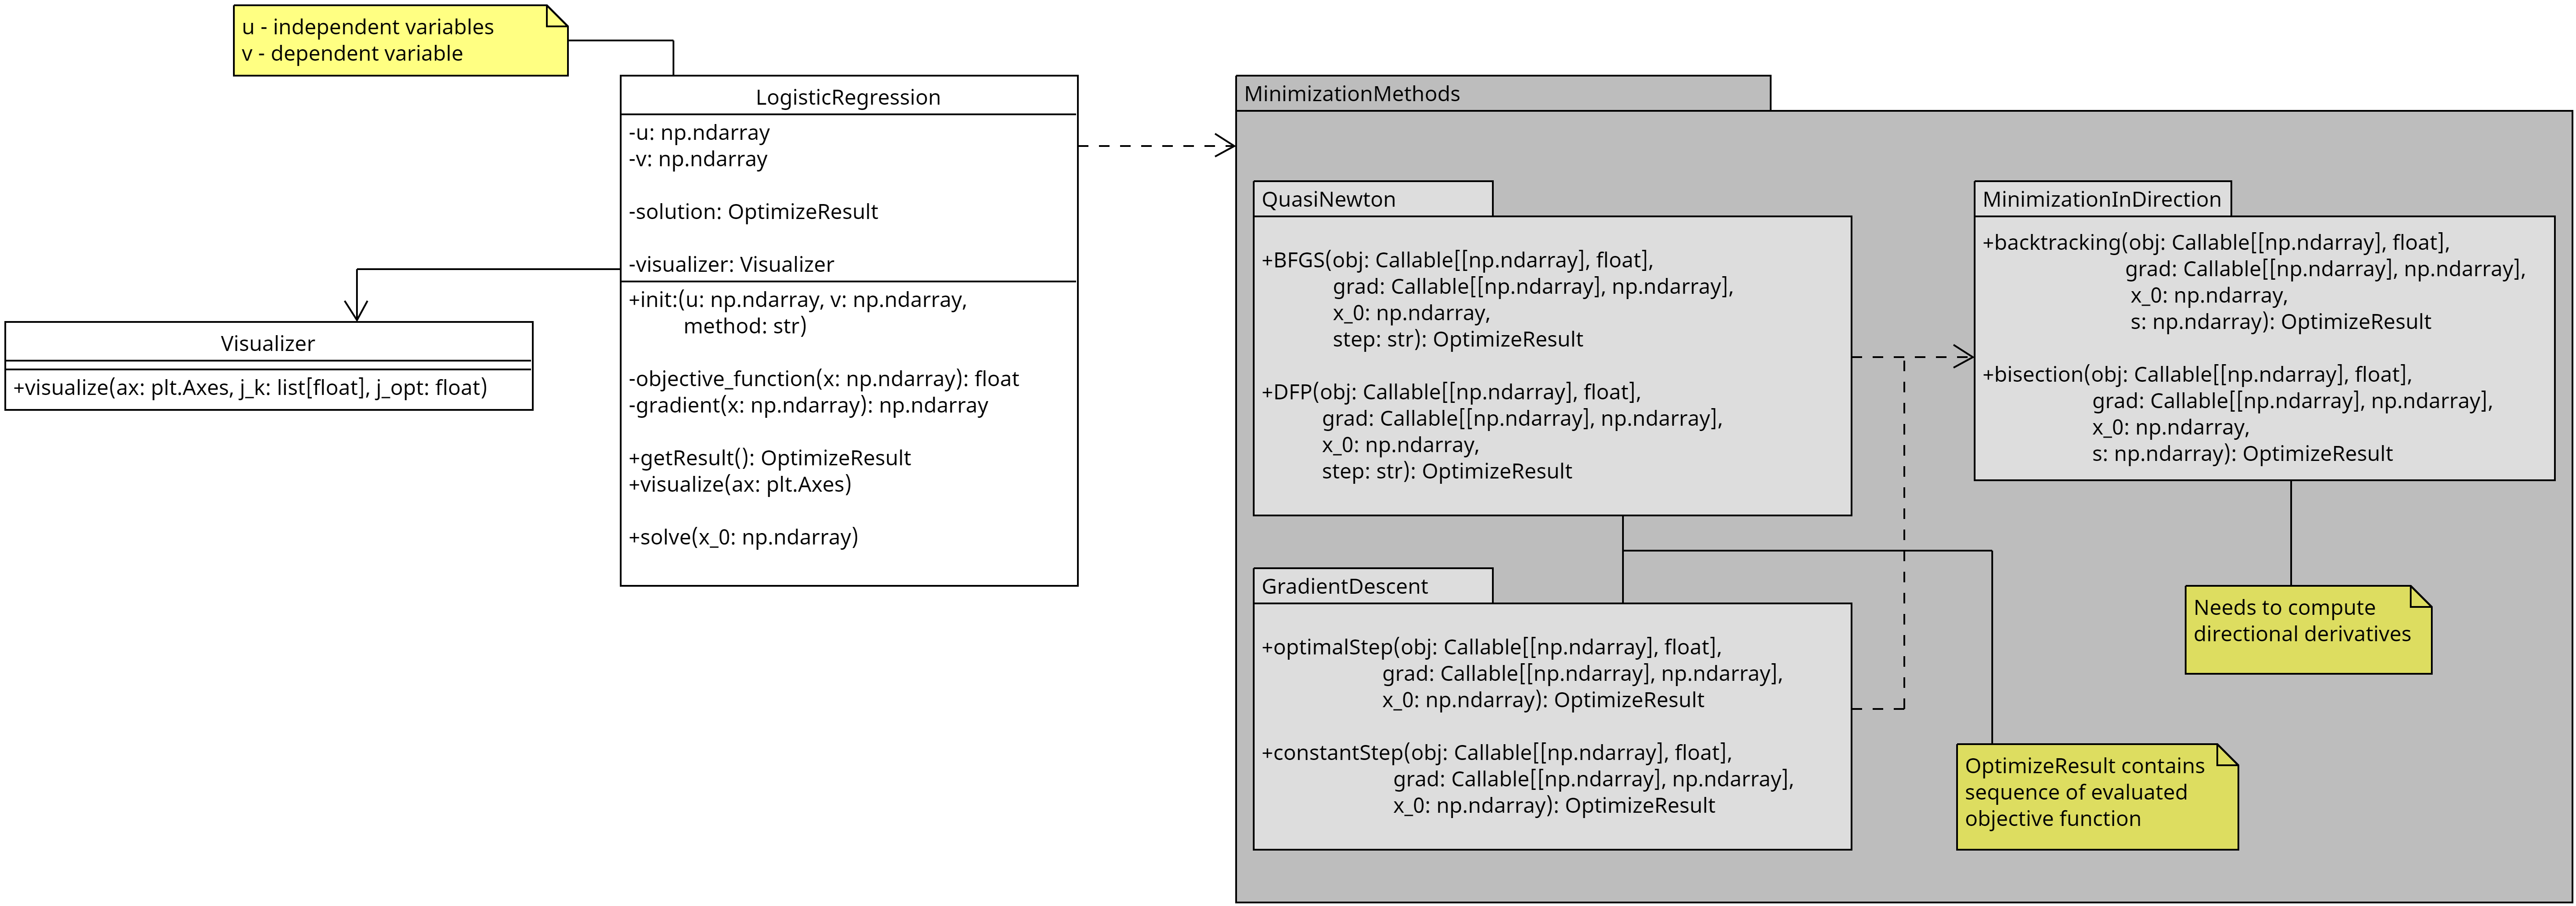 u - independent variables
v - dependent variable
LogisticRegression
-u: np.ndarray
-v: np.ndarray
-solution: OptimizeResult
-visualizer: Visualizer
+init:(u: np.ndarray, v: np.ndarray,
method: str)
-objective_function(x: np.ndarray): float
-gradient(x: np.ndarray): np.ndarray
+getResult(): OptimizeResult
+visualize(ax: plt.Axes)
+solve(x_0: np.ndarray)
Visualizer
+visualize(ax: plt.Axes, j_k: list[float], j_opt: float)
MinimizationMethods
QuasiNewton
+BFGS(obj: Callable[[np.ndarray], float],
grad: Callable[[np.ndarray], np.ndarray],
x_0: np.ndarray,
step: str): OptimizeResult
+DFP(obj: Callable[[np.ndarray], float],
grad: Callable[[np.ndarray], np.ndarray],
x_0: np.ndarray,
step: str): OptimizeResult
MinimizationInDirection
+backtracking(obj: Callable[[np.ndarray], float],
grad: Callable[[np.ndarray], np.ndarray],
x_0: np.ndarray,
s: np.ndarray): OptimizeResult
+bisection(obj: Callable[[np.ndarray], float],
grad: Callable[[np.ndarray], np.ndarray],
x_0: np.ndarray,
s: np.ndarray): OptimizeResult
GradientDescent
+optimalStep(obj: Callable[[np.ndarray], float],
grad: Callable[[np.ndarray], np.ndarray],
x_0: np.ndarray): OptimizeResult
+constantStep(obj: Callable[[np.ndarray], float],
grad: Callable[[np.ndarray], np.ndarray],
x_0: np.ndarray): OptimizeResult
Needs to compute
directional derivatives
OptimizeResult contains
sequence of evaluated
objective function